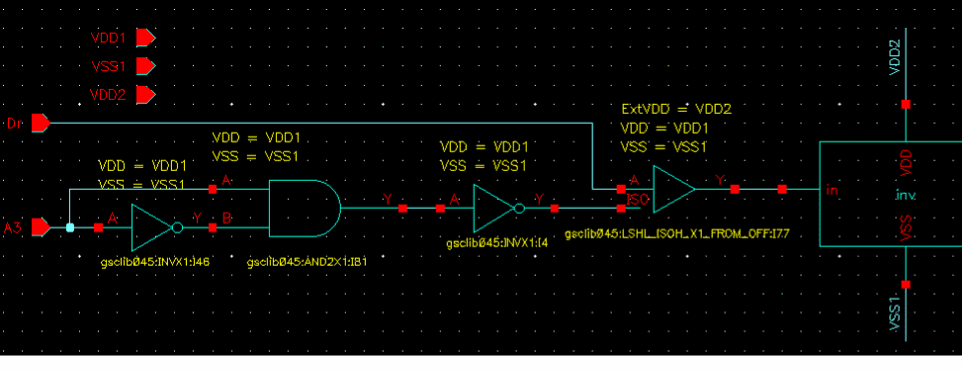 VDD1
VSS1
VDD2
VDD2
ExtVDD = VDD2
VDD = VDD1
VSS = VSS1
Dr
VDD = VDD1
VSS = VSS1
VDD = VDD1
VSS = VSS1
VDD = VDD1
VSS = VSS1
A
A
Y
VDD
in
inv
VSS
ISO
A3
A
Y
B
Y
A
Y
gsclib045:INVX1:I46
gsclib045:AND2X1:IB1
gsclib045:INVX1:I4
gsclib045:LSHL_ISOH_X1_FROM_OFF:I77
VSS1